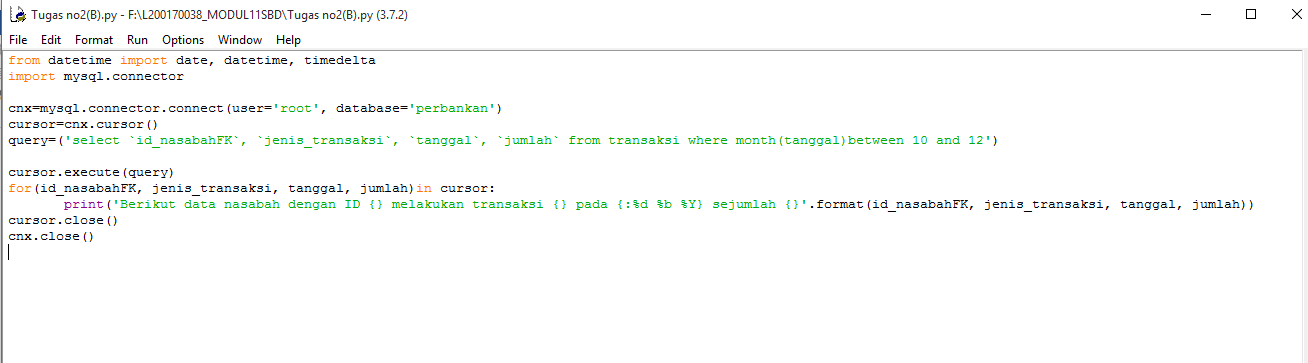 Tugas no2(B).py - F:\L200170038_MODUL11SBD\Tugas no2(B).py (3.7.2)
File Edit Format Run Options Window Help
from datetime import date, datetime, timedelta
import mysql.connector
cnx=mysql.connector.connect(user='root', database='perbankan')
cursor=cnx.cursor()
query=('select `id_nasabahFK`, `jenis_transaksi`, `tanggal`, `jumlah` from transaksi where month(tanggal)between 10 and 12')
cursor.execute(query)
for(id_nasabahFK, jenis_transaksi, tanggal, jumlah)in cursor:
print('Berikut data nasabah dengan ID {} melakukan transaksi {} pada {:%d %b %Y} sejumlah {}'.format(id_nasabahFK, jenis_transaksi, tanggal, jumlah))
cursor.close()
cnx.close()